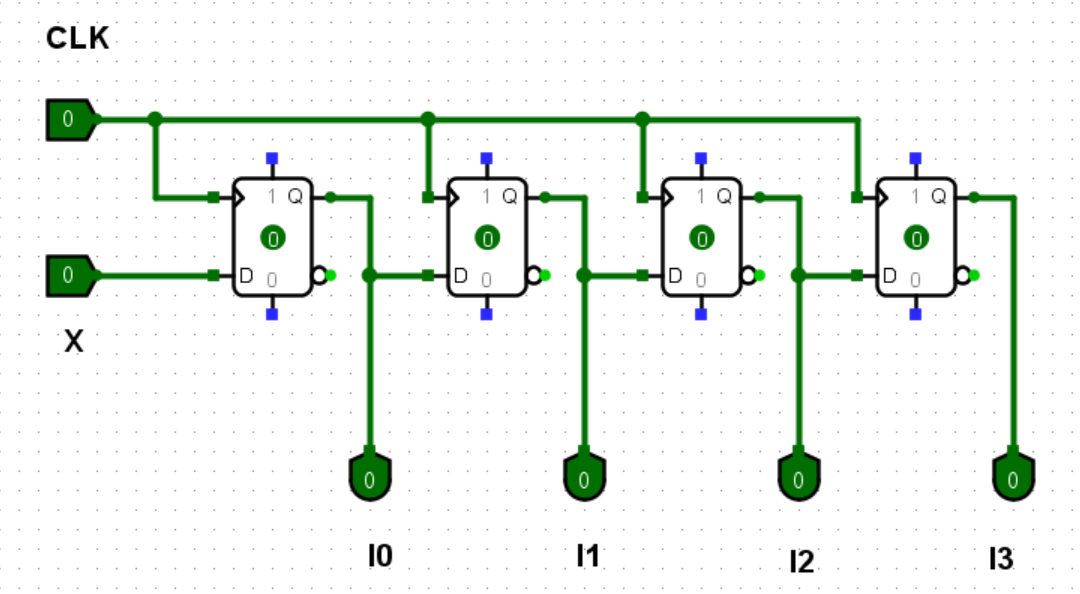 CLK
0
1 Q 1 Q 1 Q 1 Q
0 0 0 0
0 D 0 D 0 D 0 D 0
X
0 0 0 0
I0 I1 I2 I3